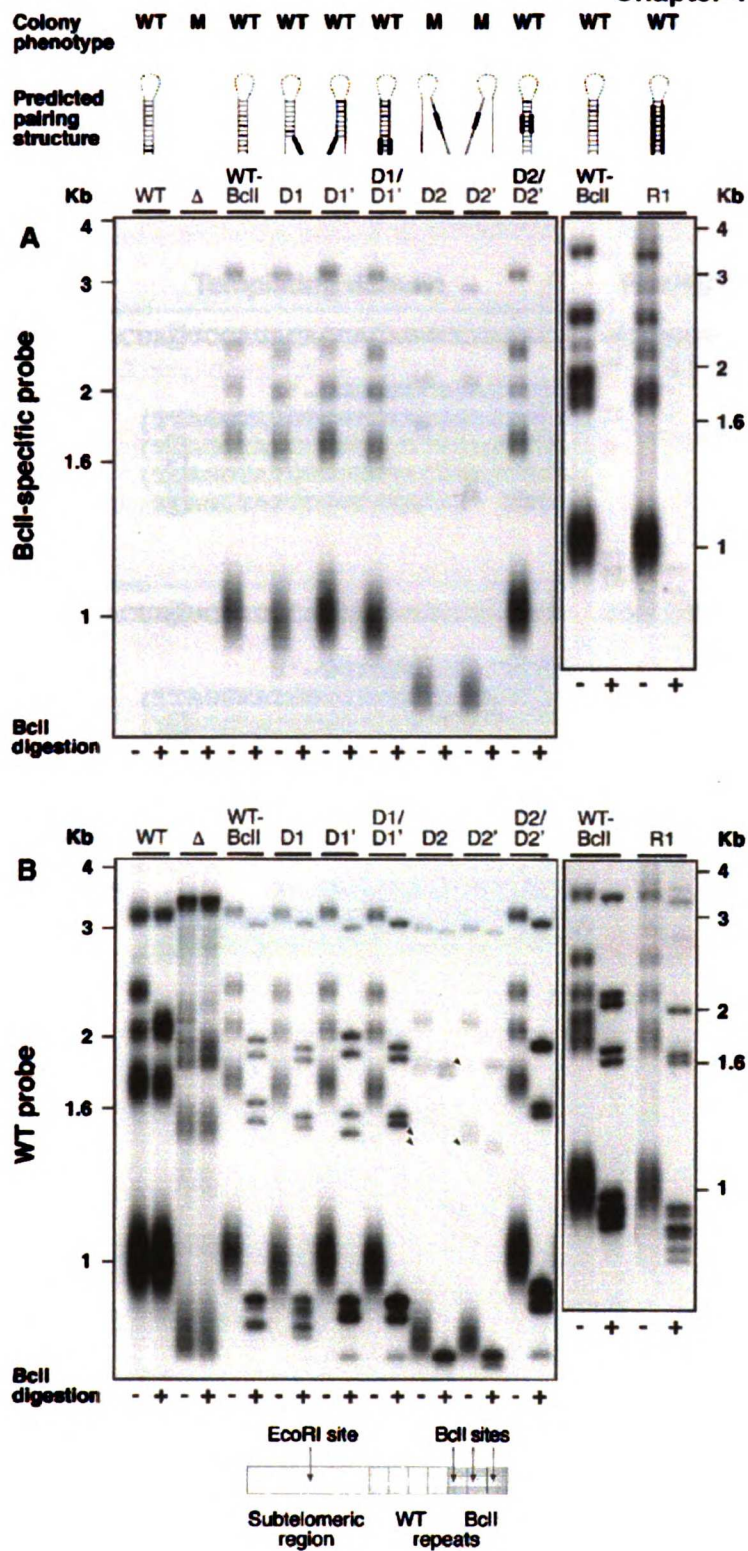 Chapter
Colony phenotype WT M WT WT WT WT M M WT WT WT
Predicted pairing structure
Kb WT Δ WT-BclI D1 D1' D1/D1' D2 D2' D2/D2' WT-BclI R1 Kb
A
4
3
2
1.6
1
4
3
2
1.6
1
BclI-specific probe
- + - +
BclI digestion - + - + - + - + - + - + - + - + - +
Kb WT Δ WT-BclI D1 D1' D1/D1' D2 D2' D2/D2' WT-BclI R1 Kb
B
4
3
2
1.6
1
4
3
2
1.6
1
WT probe
- + - +
BclI digestion - + - + - + - + - + - + - + - + - +
EcoRI site BclI sites
Subtelomeric region WT BclI repeats